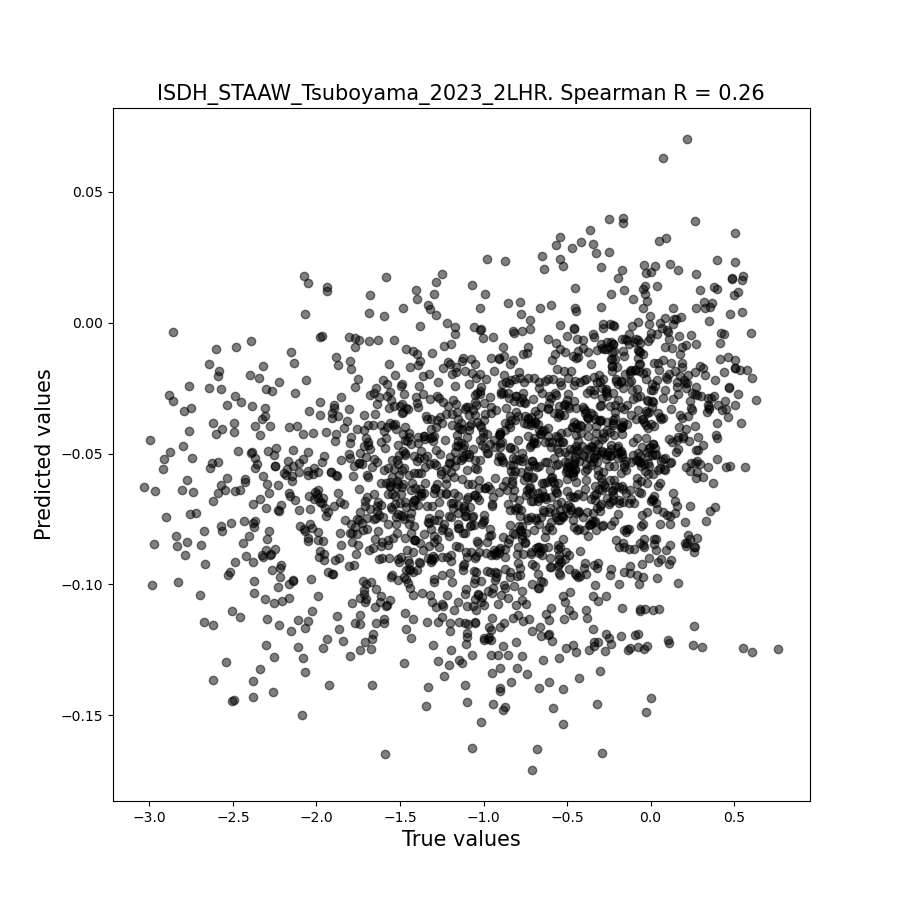 ISDH_STAAW_Tsuboyama_2023_2LHR. Spearman R = 0.26
0.05
0.00
−0.05
−0.10
−0.15
Predicted values
−3.0 −2.5 −2.0 −1.5 −1.0 −0.5 0.0 0.5
True values